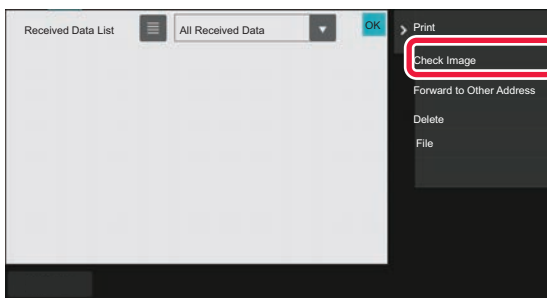 Received Data List
All Received Data
OK
Print
Check Image
Forward to Other Address
Delete
File